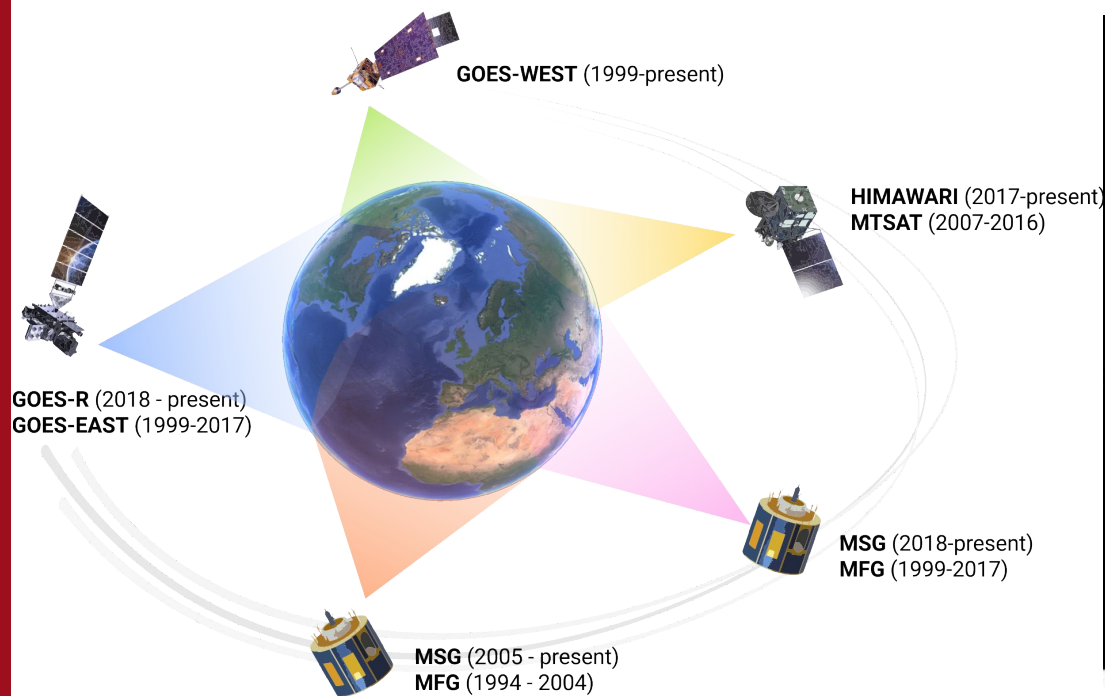 GOES-WEST (1999-present)
HIMAWARI (2017-present)
MTSAT (2007-2016)
GOES-R (2018 - present)
GOES-EAST (1999-2017)
MSG (2018-present)
MFG (1999-2017)
MSG (2005 - present)
MFG (1994 - 2004)